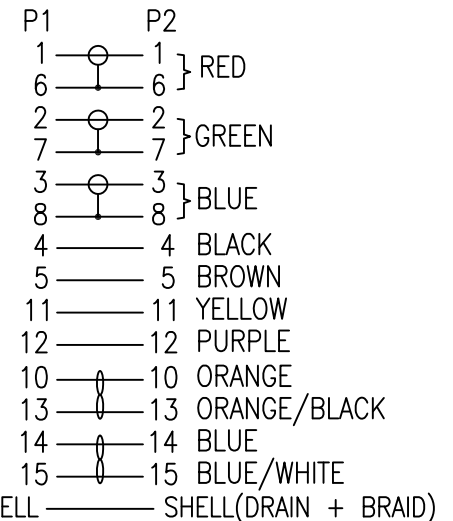 P1 P2
1 1
RED
6 6
2 2
GREEN
7 7
3 3
BLUE
8 8
4 4 BLACK
5 5 BROWN
11 11 YELLOW
12 12 PURPLE
10 10 ORANGE
13 13 ORANGE/BLACK
14 14 BLUE
15 15 BLUE/WHITE
ELL SHELL(DRAIN + BRAID)